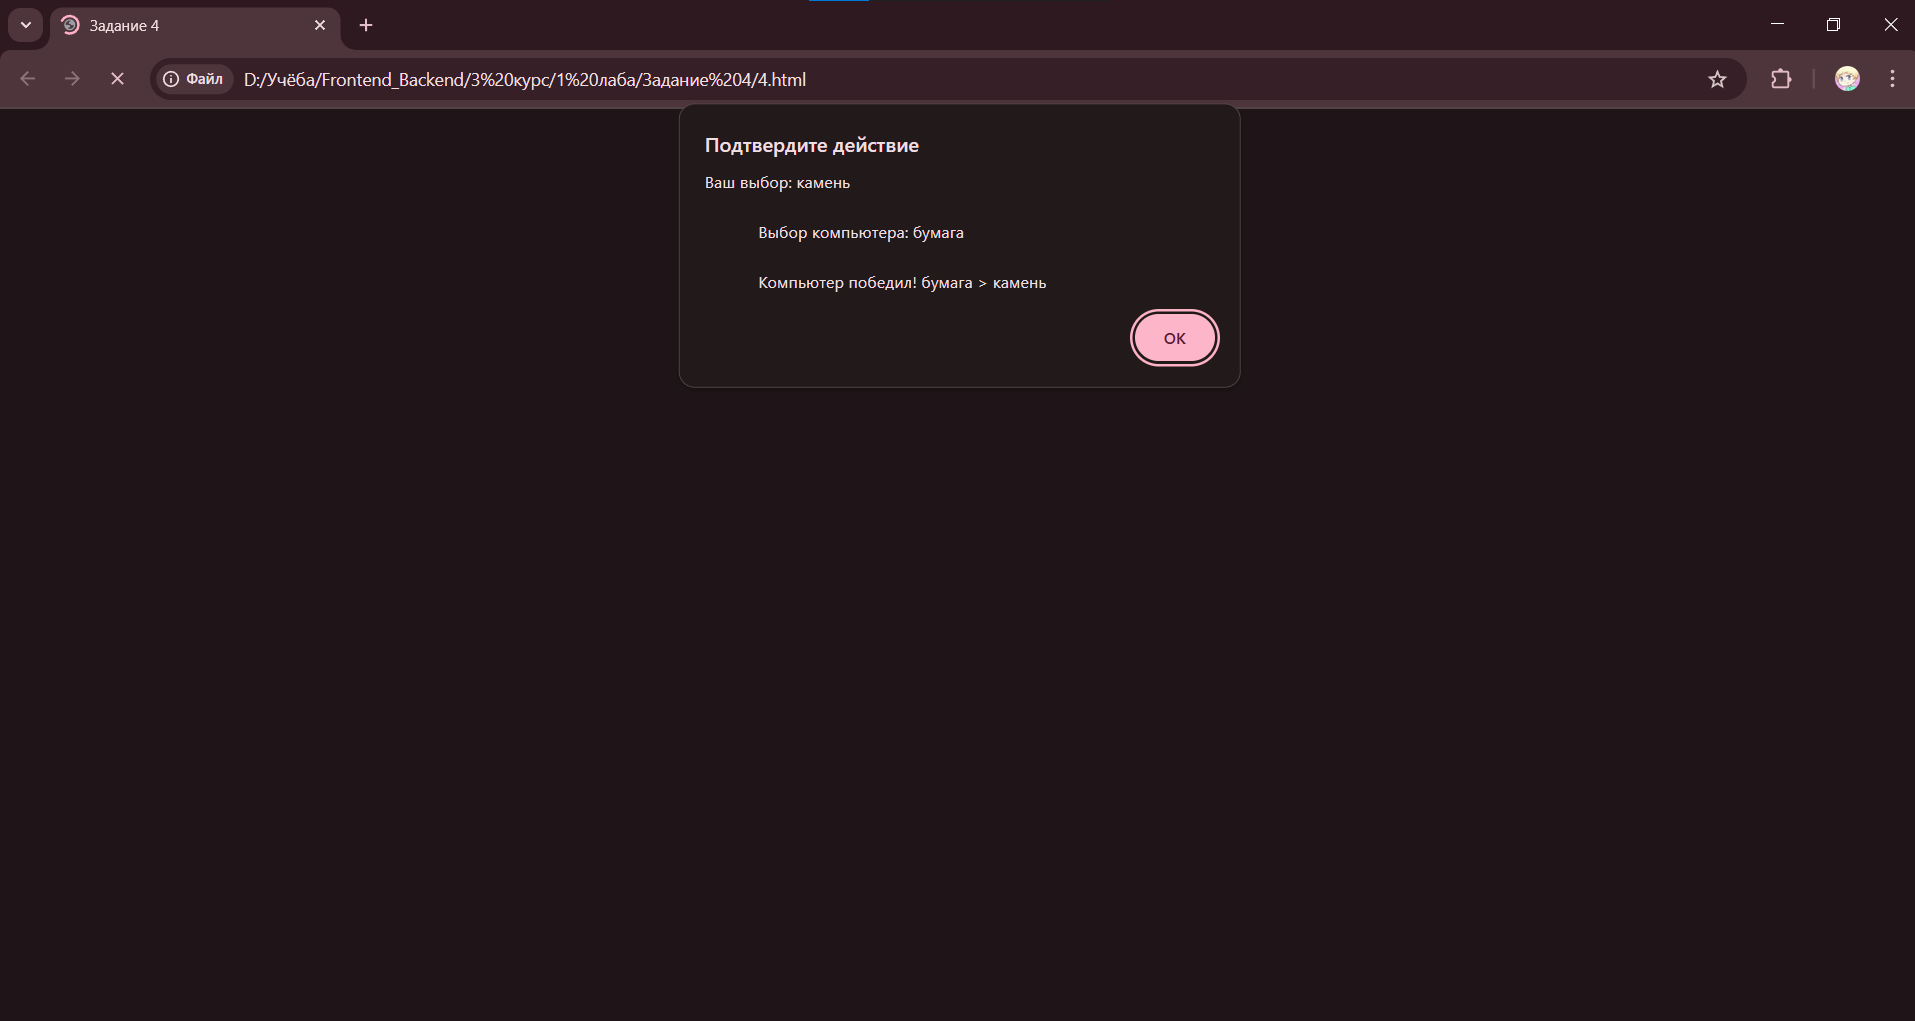 Задание 4
Файл
D:/Учёба/Frontend_Backend/3%20курс/1%20лаба/Задание%204/4.html
Подтвердите действие
Ваш выбор: камень
Выбор компьютера: бумага
Компьютер победил! бумага > камень
ОК